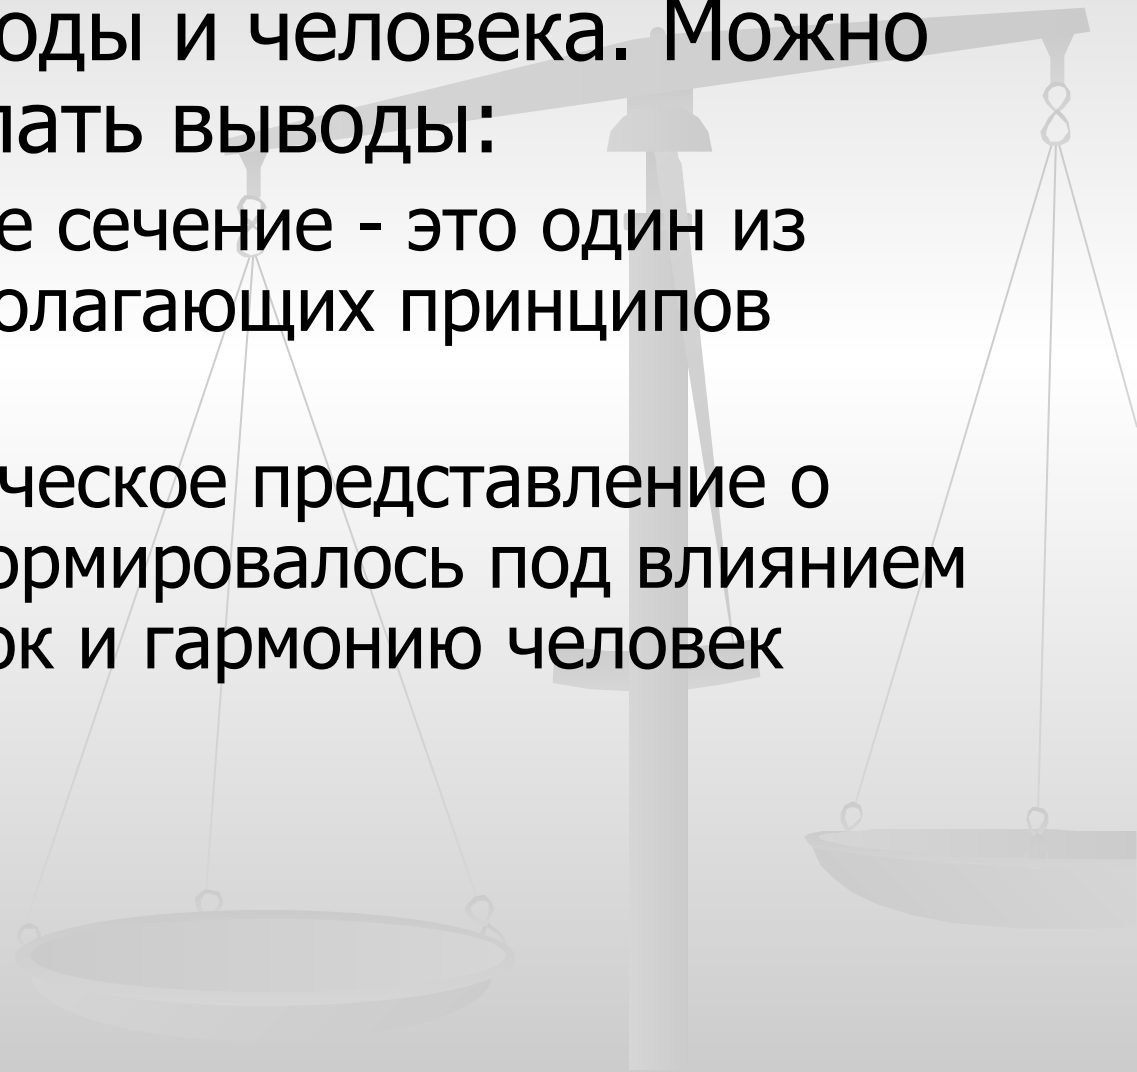 оды и человека. Можно
лать выводы:
е сечение - это один из
олагающих принципов
ческое представление о
ормировалось под влиянием
ок и гармонию человек